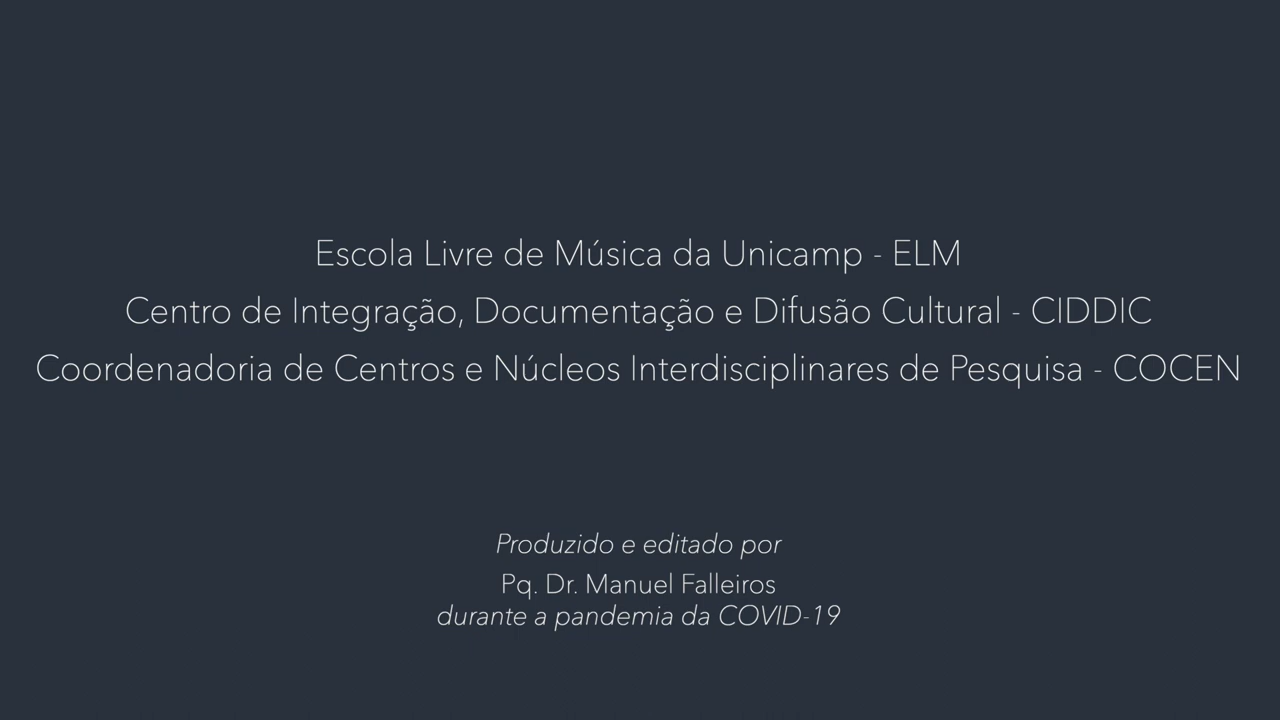 Escola Livre de Música da Unicamp - ELM
Centro de Integração, Documentação e Difusão Cultural - CIDDIC
Coordenadoria de Centros e Núcleos Interdisciplinares de Pesquisa - COCEN
Produzido e editado por
Pq. Dr. Manuel Falleiros
durante a pandemia da COVID-19